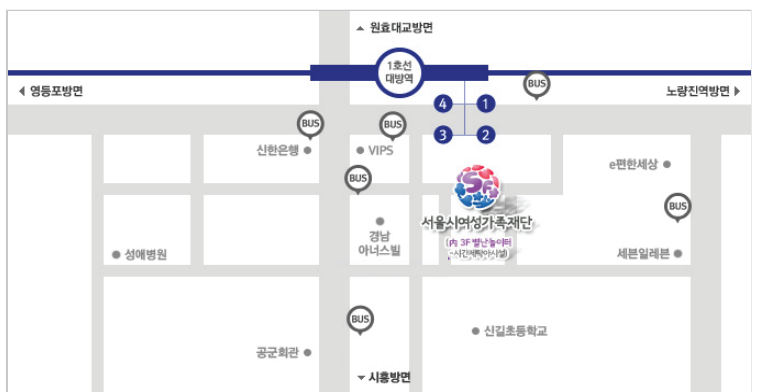 ▲ 원효대교방면
1호선
대방역
◀ 영등포방면
노량진역방면 ▶
BUS
4
1
3
2
BUS
BUS
신한은행
VIPS
e편한세상
BUS
SF
BUS
서울시여성가족재단
(内 3F 별난놀이터
경남
아너스빌
성애병원
세븐일레븐
BUS
신길초등학교
공군회관
▼ 시흥방면